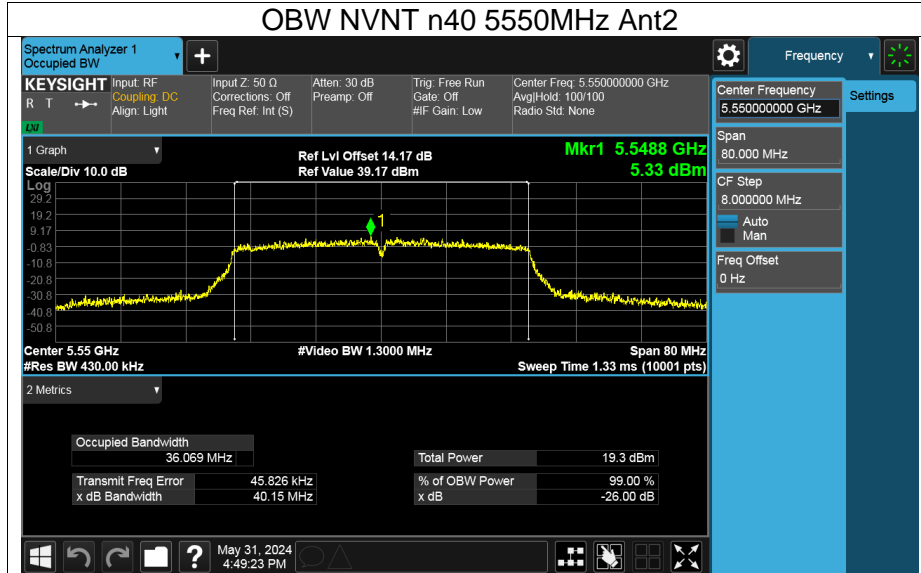 OBW NVNT n40 5550MHz Ant2
Spectrum Analyzer 1
Occupied BW
+
Frequency
KEYSIGHT
R T
LXI
Input: RF
Coupling: DC
Align: Light
Input Z: 50 Ω
Corrections: Off
Freq Ref: Int (S)
Atten: 30 dB
Preamp: Off
Trig: Free Run
Gate: Off
#IF Gain: Low
Center Freq: 5.550000000 GHz
Avg|Hold: 100/100
Radio Std: None
Center Frequency
5.550000000 GHz
Settings
Span
80.000 MHz
CF Step
8.000000 MHz
Auto
Man
Freq Offset
0 Hz
1 Graph
Scale/Div 10.0 dB
Ref Lvl Offset 14.17 dB
Ref Value 39.17 dBm
Mkr1 5.5488 GHz
5.33 dBm
Log
29.2
19.2
9.17
-0.83
-10.8
-20.8
-30.8
-40.8
-50.8
1
Center 5.55 GHz
#Res BW 430.00 kHz
#Video BW 1.3000 MHz
Span 80 MHz
Sweep Time 1.33 ms (10001 pts)
2 Metrics
Occupied Bandwidth
36.069 MHz
Total Power 19.3 dBm
Transmit Freq Error 45.826 kHz
% of OBW Power 99.00 %
x dB Bandwidth 40.15 MHz
x dB -26.00 dB
?
May 31, 2024
4:49:23 PM